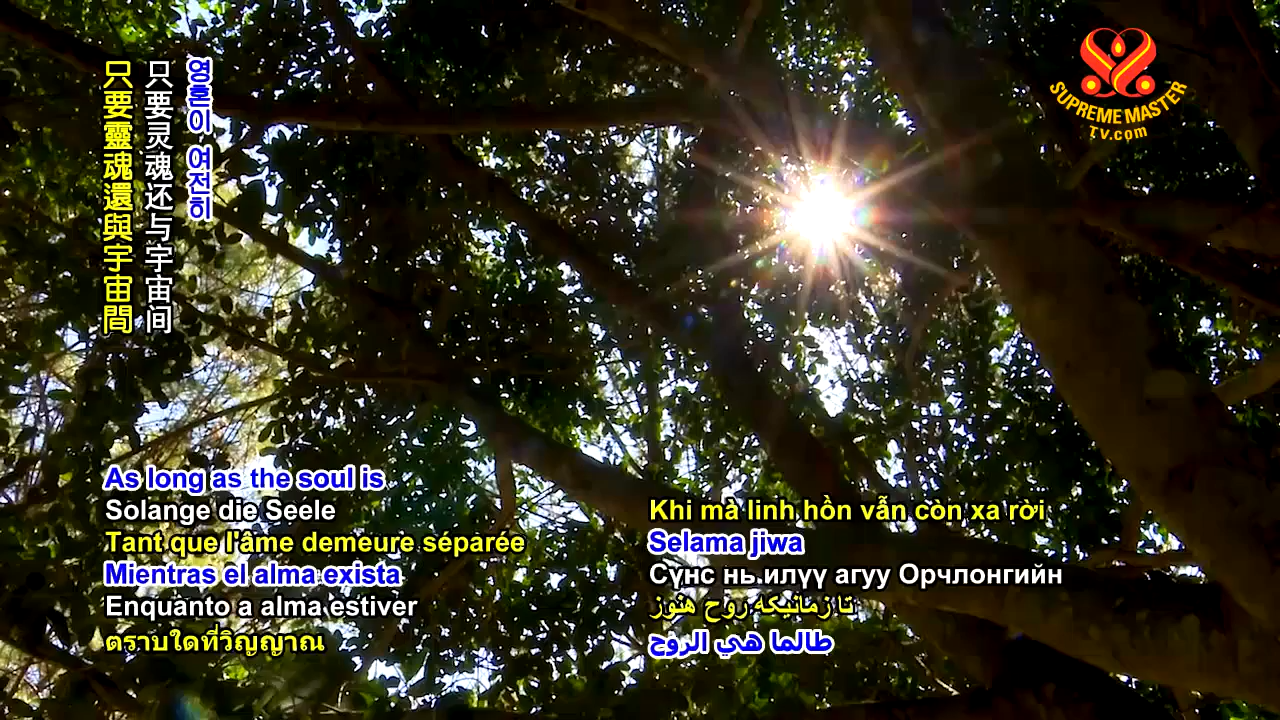 영혼이 여전히
只要灵魂还与宇宙间
只要靈魂還與宇宙間
SUPREME MASTER
TV.com
As long as the soul is
Solange die Seele
Tant que l'âme demeure séparée
Mientras el alma exista
Enquanto a alma estiver
ตราบใดที่วิญญาณ
Khi mà linh hồn vẫn còn xa rời
Selama jiwa
Сүнс нь илүү агуу Орчлонгийн
تا زمانیکه روح هنوز
طالما هي الروح